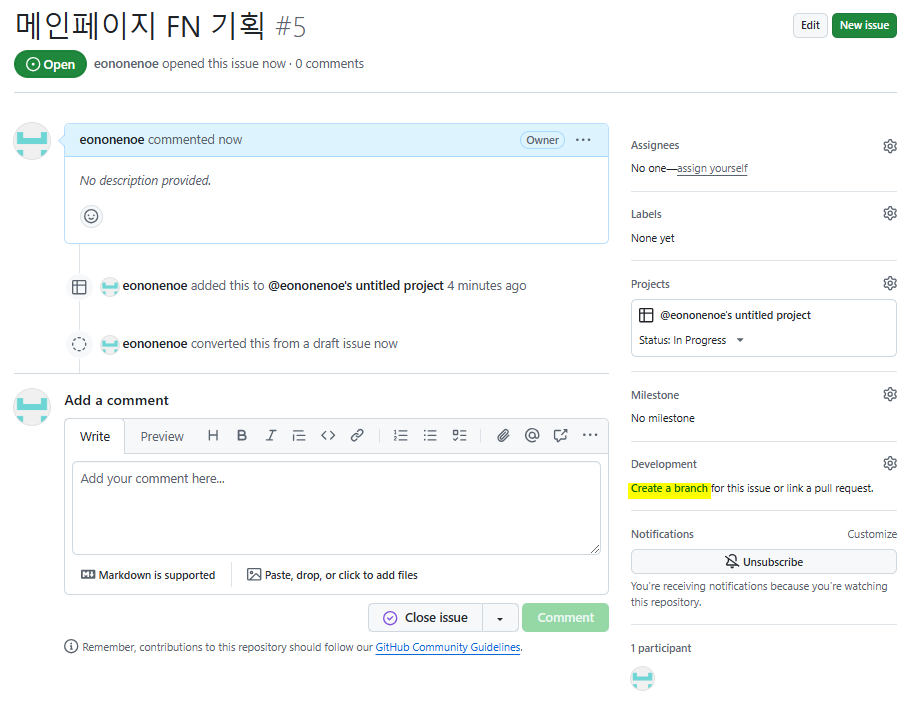 메인페이지 FN 기획 #5
Edit
New issue
Open
eononenoe opened this issue now · 0 comments
eononenoe commented now
Owner
No description provided.
eononenoe added this to @eononenoe's untitled project 4 minutes ago
eononenoe converted this from a draft issue now
Add a comment
Write
Preview
Add your comment here...
Markdown is supported
Paste, drop, or click to add files
Close issue
Comment
Remember, contributions to this repository should follow our GitHub Community Guidelines.
Assignees
No one—assign yourself
Labels
None yet
Projects
@eononenoe's untitled project
Status: In Progress
Milestone
No milestone
Development
Create a branch for this issue or link a pull request.
Notifications
Customize
Unsubscribe
You're receiving notifications because you're watching
this repository.
1 participant